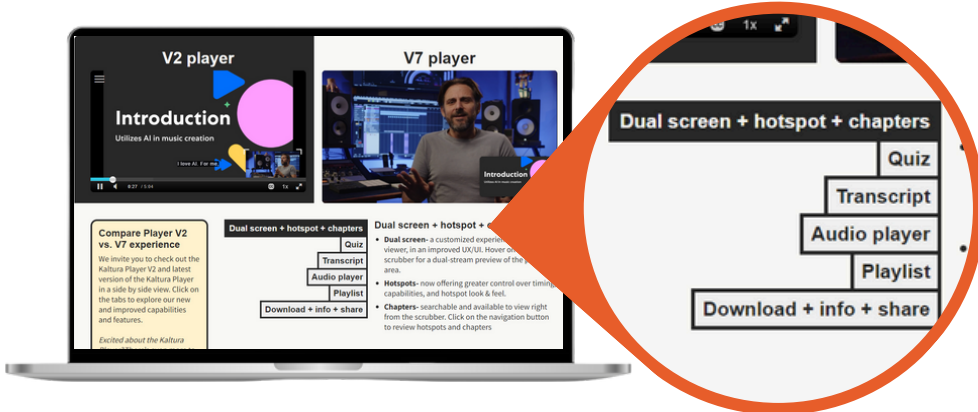 V2 player
V7 player
Introduction
Utilizes AI in music creation
I love AI. For me
0:27 / 5:04
1x
Introduction
Compare Player V2
vs. V7 experience
We invite you to check out the
Kaltura Player V2 and latest
version of the Kaltura Player
in a side by side view. Click on
the tabs to explore our new
and improved capabilities
and features.
Excited about the Kaltura
Dual screen + hotspot + chapters
Quiz
Transcript
Audio player
Playlist
Download + info + share
Dual screen + hotspot +
• Dual screen- a customized
viewer, in an improved UX/UI. Hover on
scrubber for a dual-stream preview of the
area.
• Hotspots- now offering greater control over timing,
capabilities, and hotspot look & feel.
• Chapters- searchable and available to view right
from the scrubber. Click on the navigation button
to review hotspots and chapters
1x
Dual screen + hotspot + chapters
Quiz
Transcript
Audio player
Playlist
Download + info + share